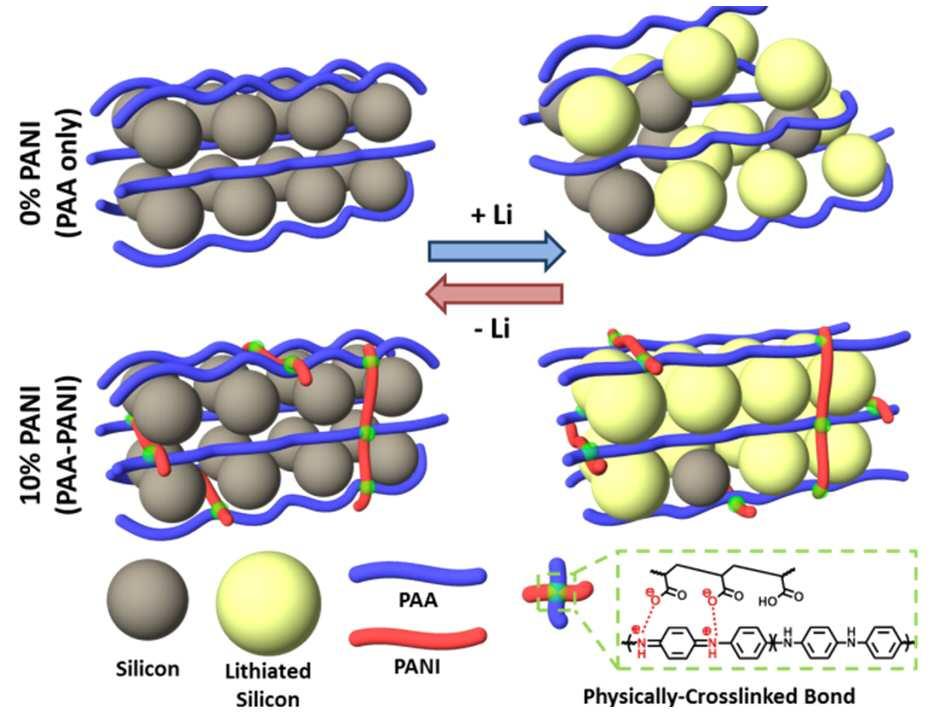 0% PANI
(PAA only)
+ Li
- Li
10% PANI
(PAA-PANI)
Silicon
Lithiated
Silicon
PAA
PANI
⊖
O
O
⊖
O
O
HO
O
⊕
N
H
⊕
N
H
H
N
N
H
Physically-Crosslinked Bond